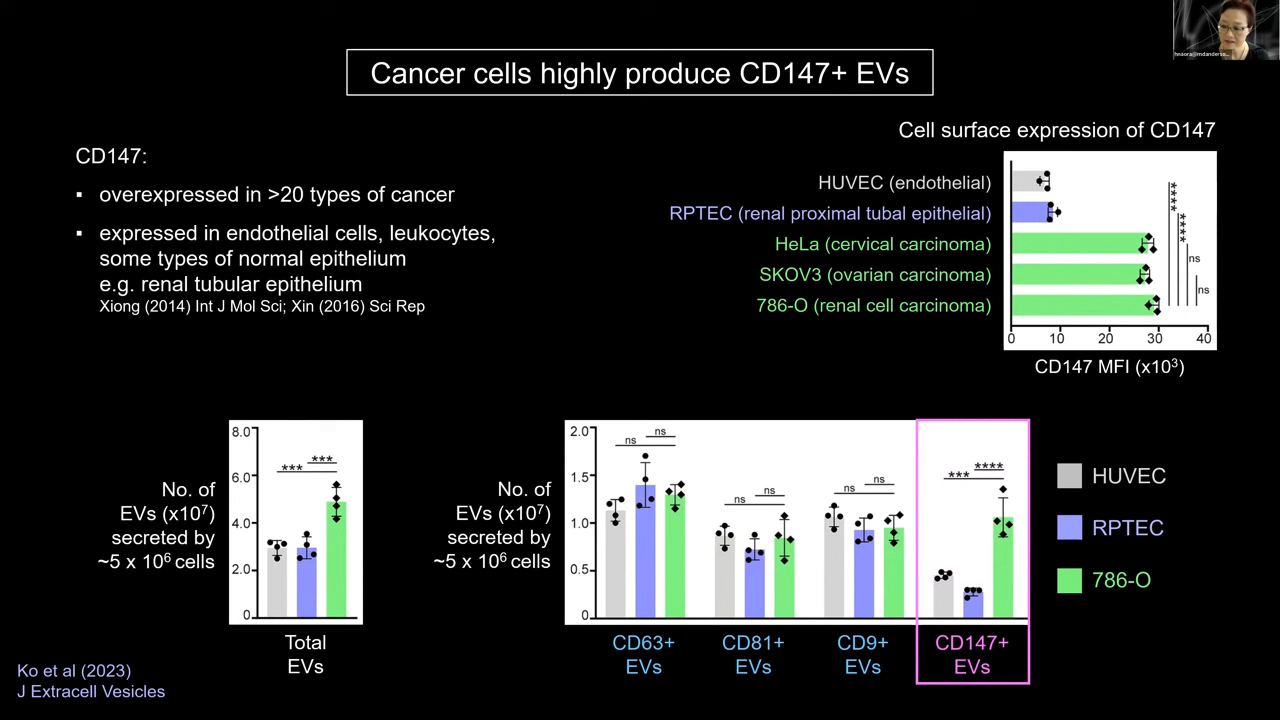 Cancer cells highly produce CD147+ EVs
CD147:
▪ overexpressed in >20 types of cancer
▪ expressed in endothelial cells, leukocytes,
some types of normal epithelium
e.g. renal tubular epithelium
Xiong (2014) Int J Mol Sci; Xin (2016) Sci Rep
Cell surface expression of CD147
HUVEC (endothelial)
RPTEC (renal proximal tubal epithelial)
HeLa (cervical carcinoma)
SKOV3 (ovarian carcinoma)
786-O (renal cell carcinoma)
****
****
ns
ns
0 10 20 30 40
CD147 MFI (x10³)
No. of
EVs (x10⁷)
secreted by
~5 x 10⁶ cells
8.0
6.0
4.0
2.0
0
*** ***
Total
EVs
No. of
EVs (x10⁷)
secreted by
~5 x 10⁶ cells
2.0
1.5
1.0
0.5
0
ns ns
ns ns
ns ns
*** ****
CD63+
EVs
CD81+
EVs
CD9+
EVs
CD147+
EVs
HUVEC
RPTEC
786-O
Ko et al (2023)
J Extracell Vesicles